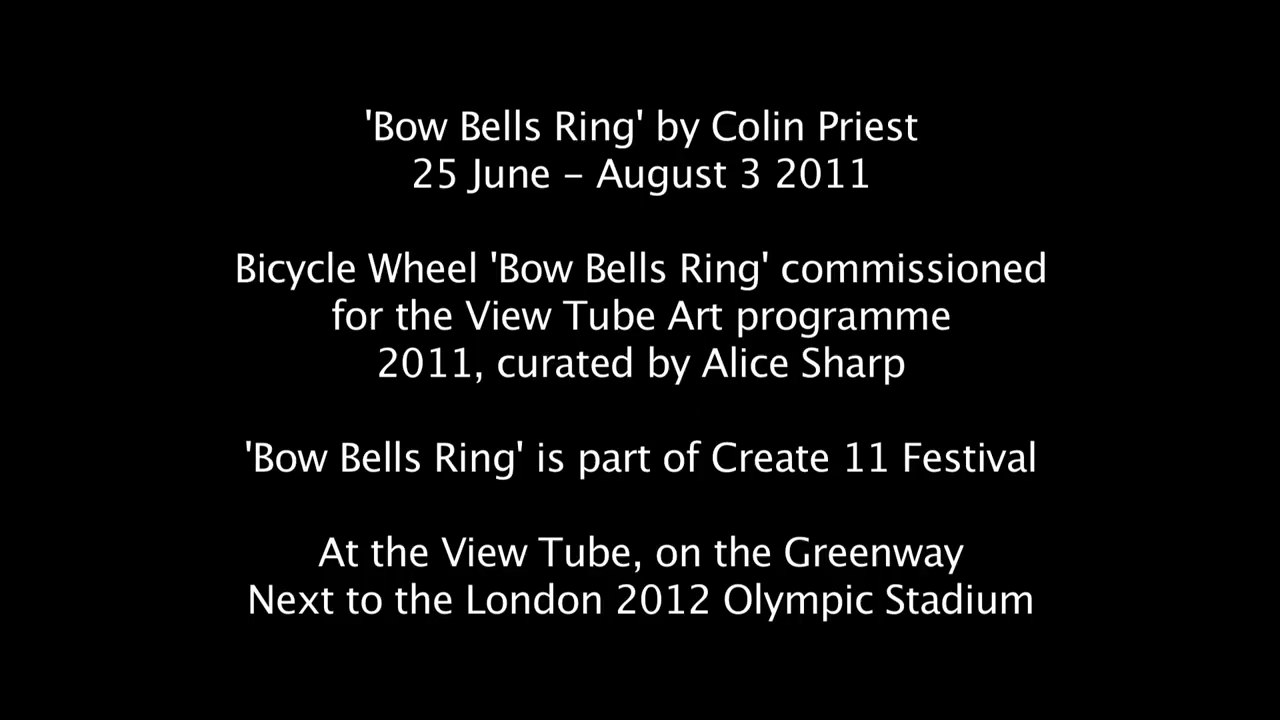 'Bow Bells Ring' by Colin Priest
25 June – August 3 2011
Bicycle Wheel 'Bow Bells Ring' commissioned
for the View Tube Art programme
2011, curated by Alice Sharp
'Bow Bells Ring' is part of Create 11 Festival
At the View Tube, on the Greenway
Next to the London 2012 Olympic Stadium